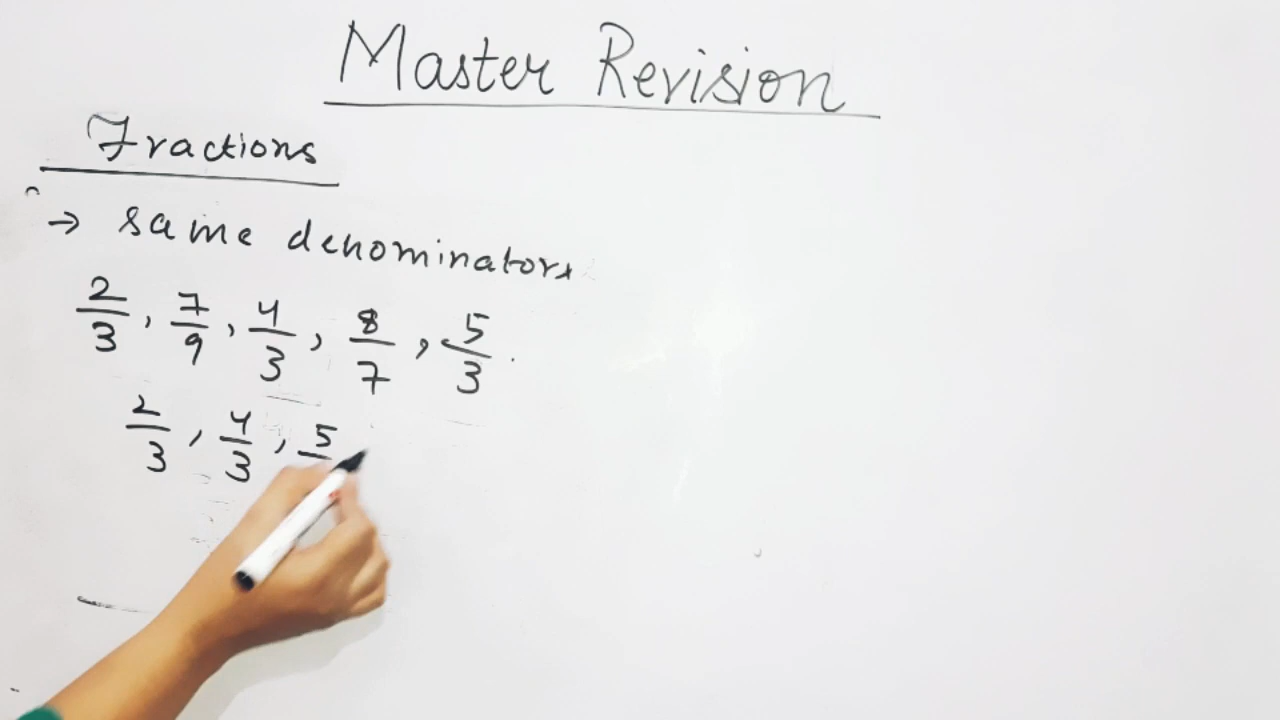 Master Revision
Fractions
→ same denominators
2/3, 7/9, 4/3, 8/7, 5/3.
2/3, 4/3, 5